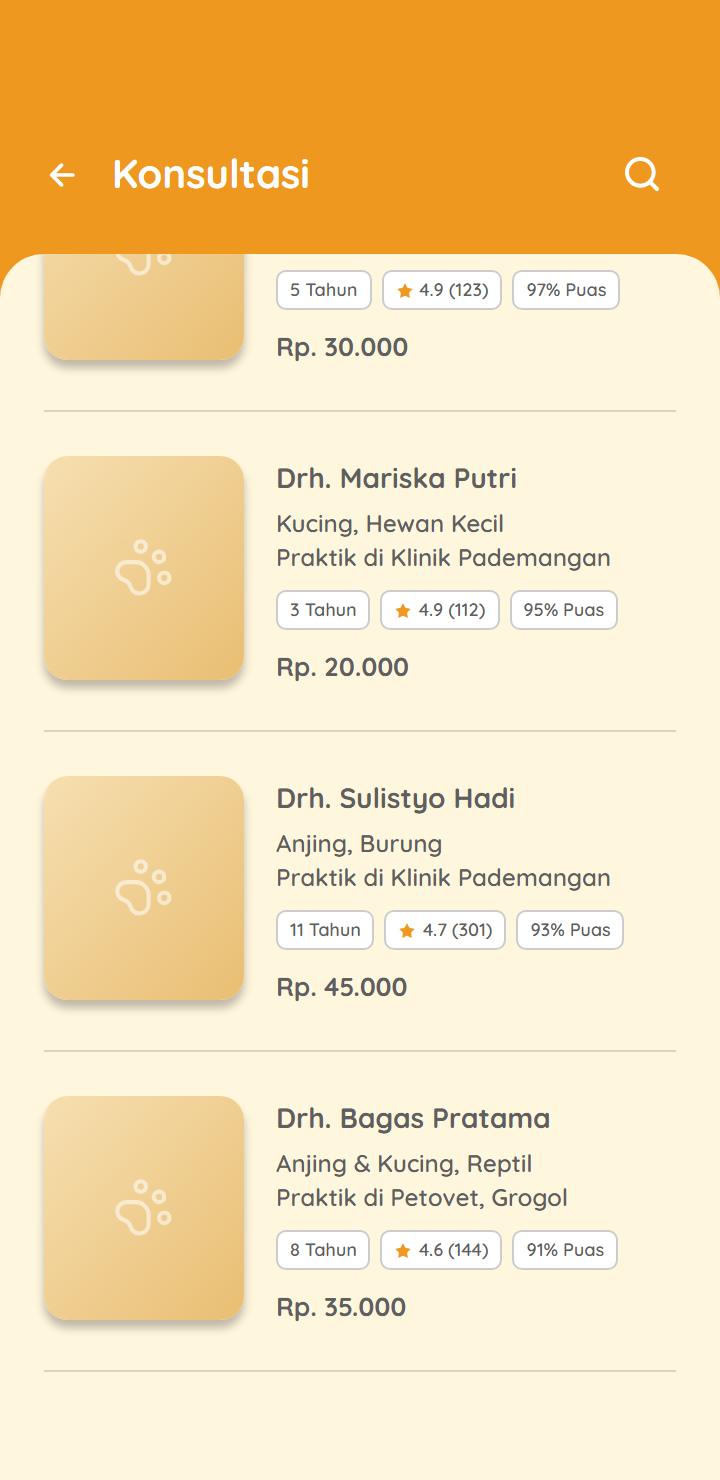 Konsultasi
5 Tahun 4.9 (123) 97% Puas
Rp. 30.000
Drh. Mariska Putri
Kucing, Hewan Kecil
Praktik di Klinik Pademangan
3 Tahun 4.9 (112) 95% Puas
Rp. 20.000
Drh. Sulistyo Hadi
Anjing, Burung
Praktik di Klinik Pademangan
11 Tahun 4.7 (301) 93% Puas
Rp. 45.000
Drh. Bagas Pratama
Anjing & Kucing, Reptil
Praktik di Petovet, Grogol
8 Tahun 4.6 (144) 91% Puas
Rp. 35.000